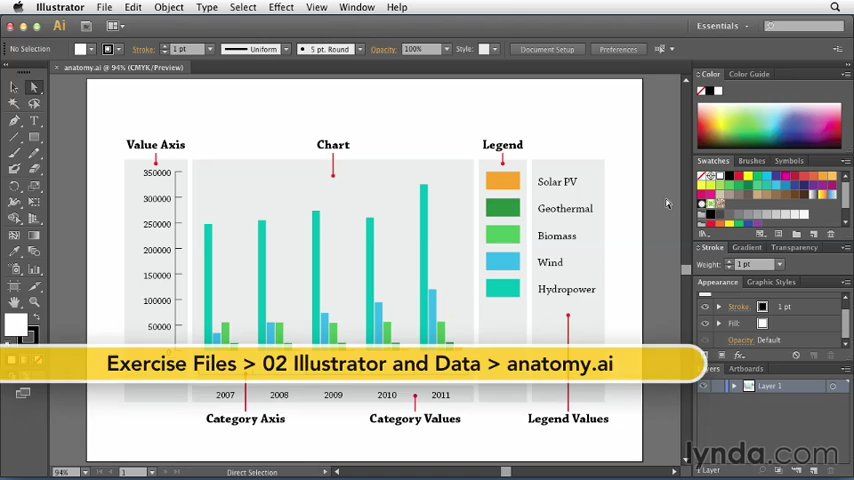 Illustrator File Edit Object Type Select Effect View Window Help
Ai Essentials
No Selection Stroke: 1 pt Uniform 5 pt. Round Opacity: 100% Style: Document Setup Preferences
× anatomy.ai @ 94% (CMYK/Preview)
Color Color Guide
Value Axis Chart Legend
350000
300000
250000
200000
150000
100000
50000
Solar PV
Geothermal
Biomass
Wind
Hydropower
Swatches Brushes Symbols
Stroke Gradient Transparency
Weight: 1 pt
Appearance Graphic Styles
Stroke: 1 pt
Fill:
Opacity: Default
Exercise Files > 02 Illustrator and Data > anatomy.ai
Layers Artboards
Layer 1
2007 2008 2009 2010 2011
Category Axis Category Values Legend Values
lynda.com
94% 1 Direct Selection 1 Layer